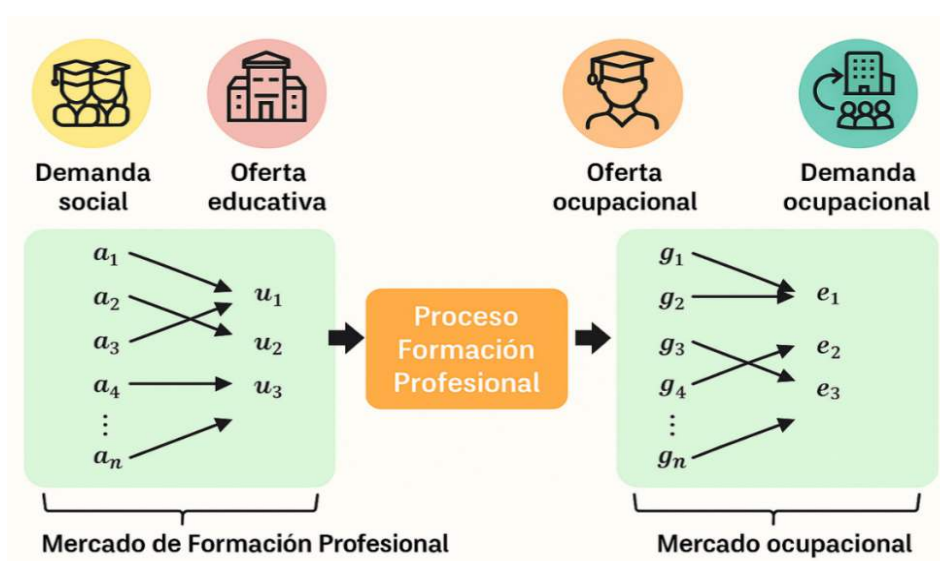 Demanda
social
Oferta
educativa
Oferta
ocupacional
Demanda
ocupacional
a₁
a₂
a₃
a₄
⋮
aₙ
u₁
u₂
u₃
Proceso
Formación
Profesional
g₁
g₂
g₃
g₄
⋮
gₙ
e₁
e₂
e₃
Mercado de Formación Profesional
Mercado ocupacional